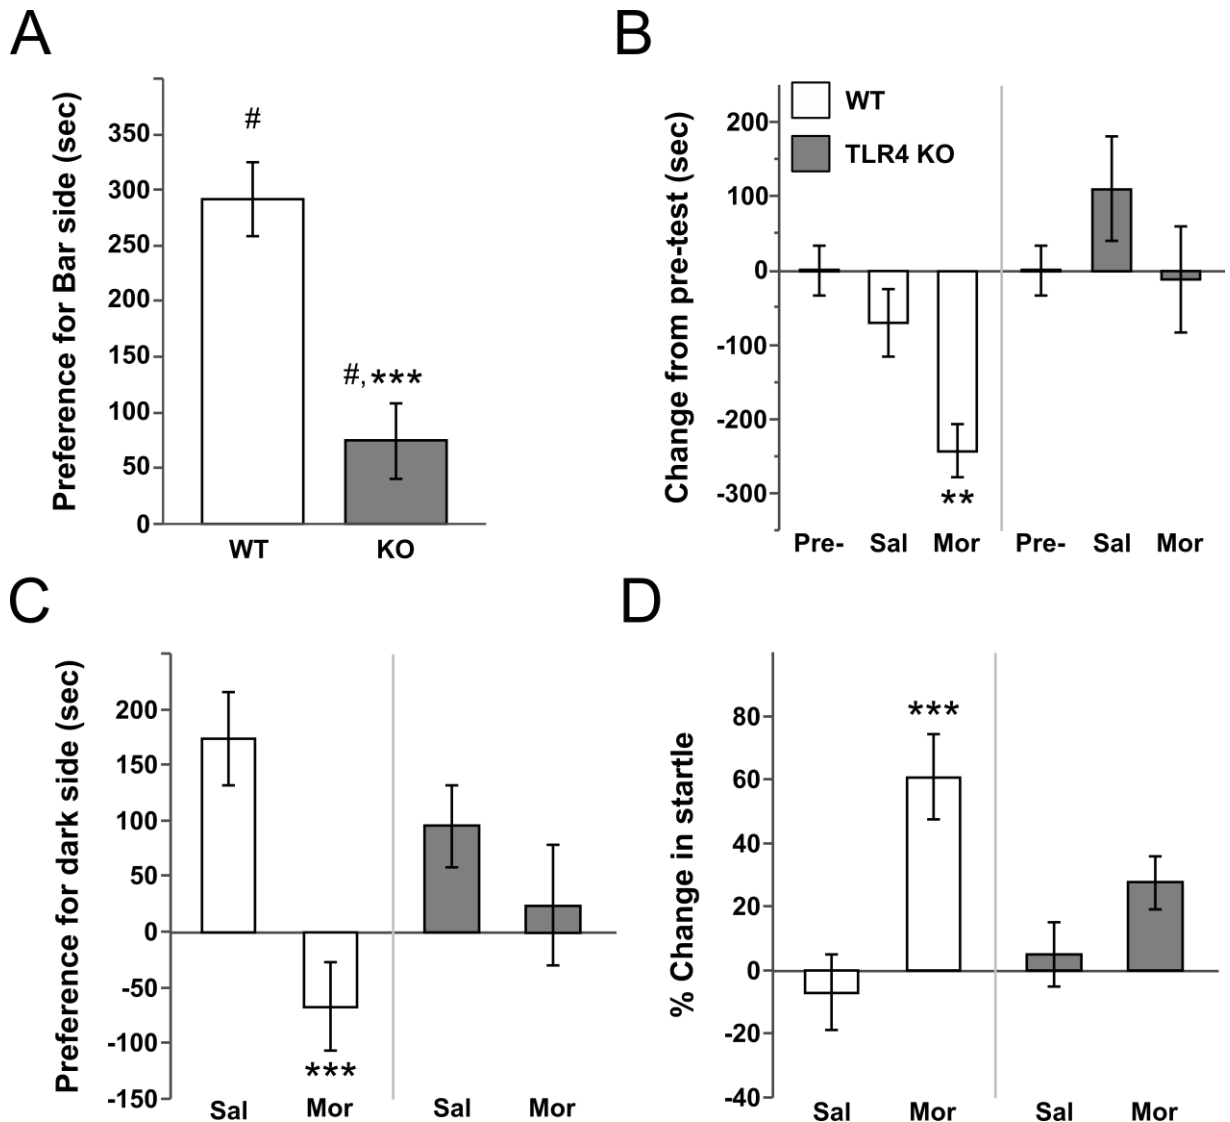 A
Preference for Bar side (sec)
350
300
250
200
150
100
50
0
#
#, ***
WT KO
B
Change from pre-test (sec)
200
100
0
-100
-200
-300
WT
TLR4 KO
**
Pre- Sal Mor Pre- Sal Mor
C
Preference for dark side (sec)
200
150
100
50
0
-50
-100
-150
***
Sal Mor Sal Mor
D
% Change in startle
80
60
40
20
0
-20
-40
***
Sal Mor Sal Mor